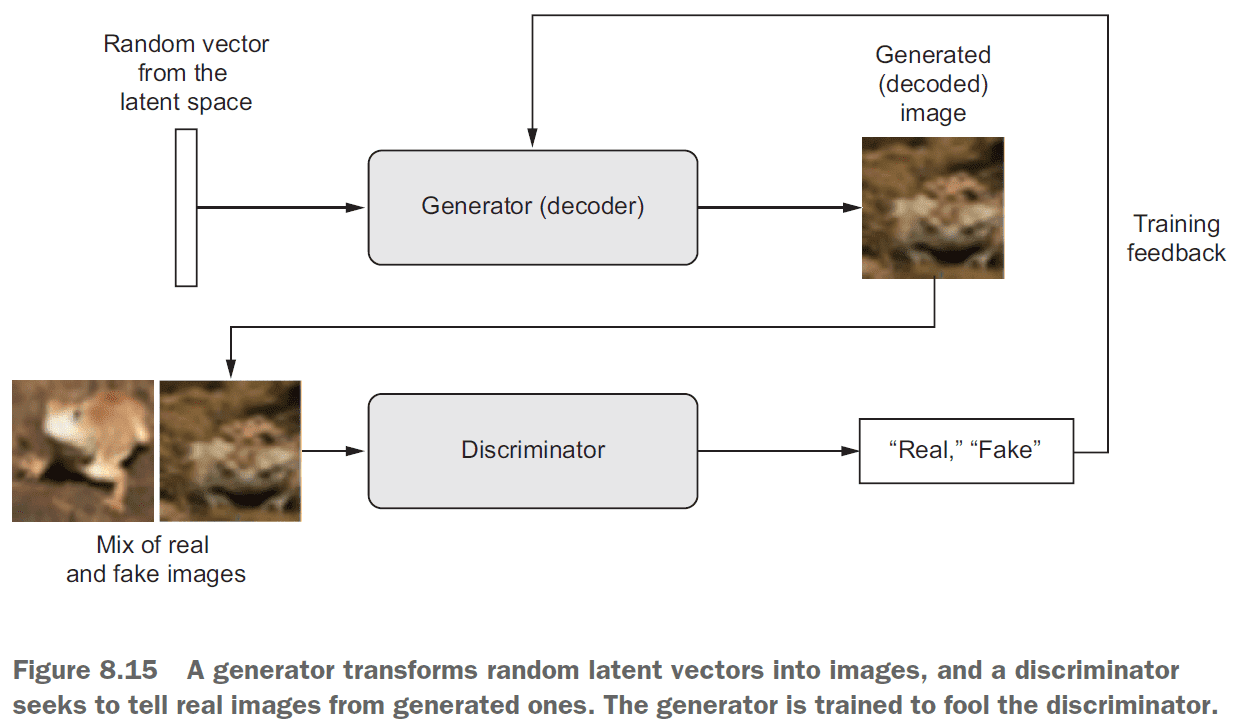 Random vector
from the
latent space
Generator (decoder)
Generated
(decoded)
image
Training
feedback
Discriminator
“Real,” “Fake”
Mix of real
and fake images
Figure 8.15 A generator transforms random latent vectors into images, and a discriminator
seeks to tell real images from generated ones. The generator is trained to fool the discriminator.